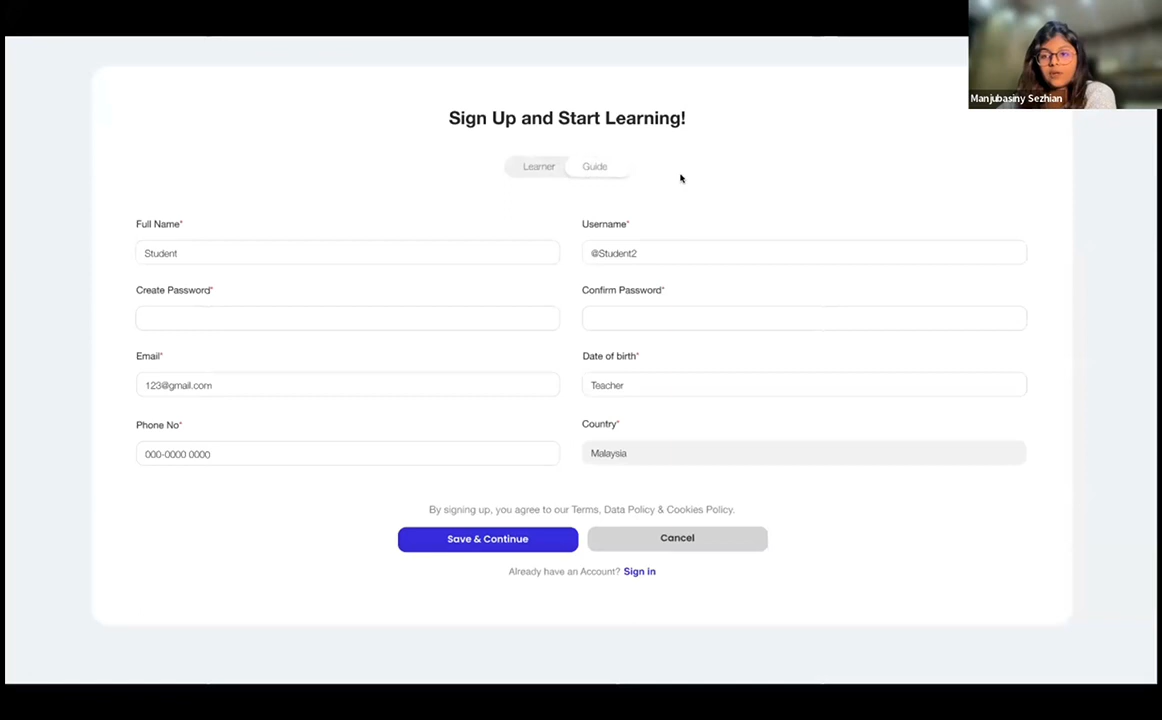 Manjubasiny Sezhian
Sign Up and Start Learning!
Learner Guide
Full Name* Username*
Student @Student2
Create Password* Confirm Password*
Email* Date of birth*
123@gmail.com Teacher
Phone No* Country*
000-0000 0000 Malaysia
By signing up, you agree to our Terms, Data Policy & Cookies Policy.
Save & Continue Cancel
Already have an Account? Sign in